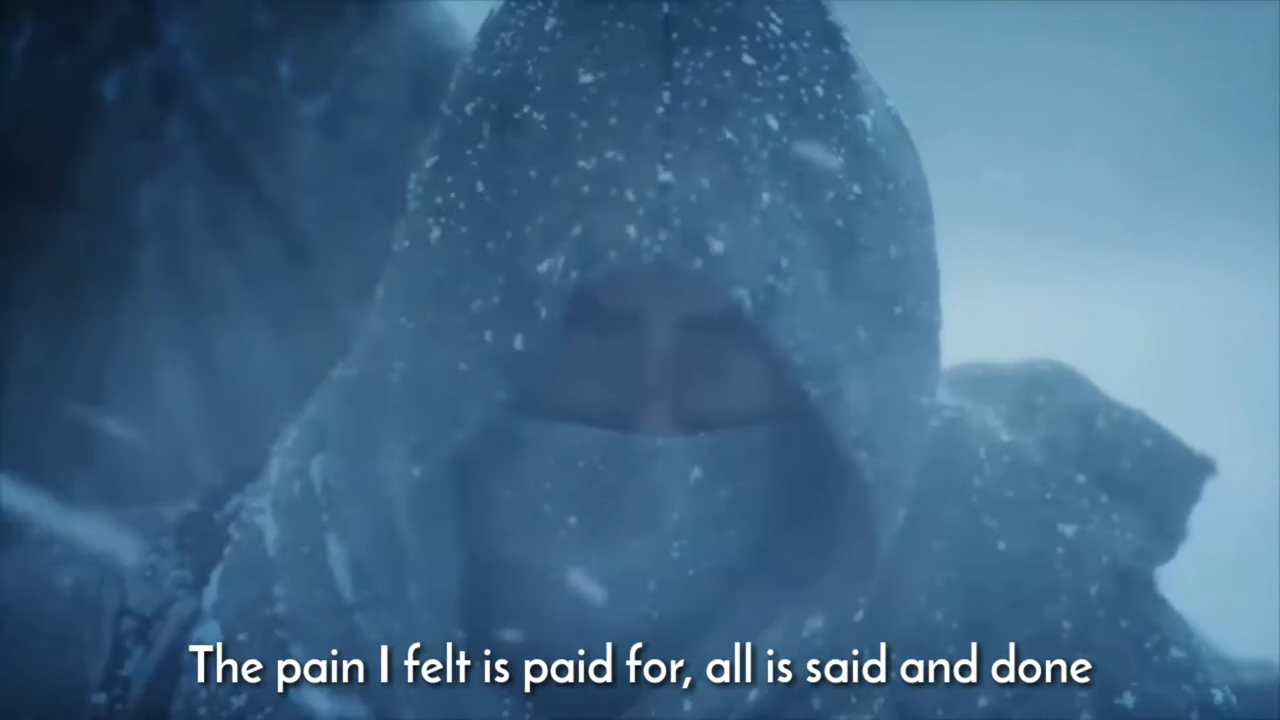 The pain I felt is paid for, all is said and done